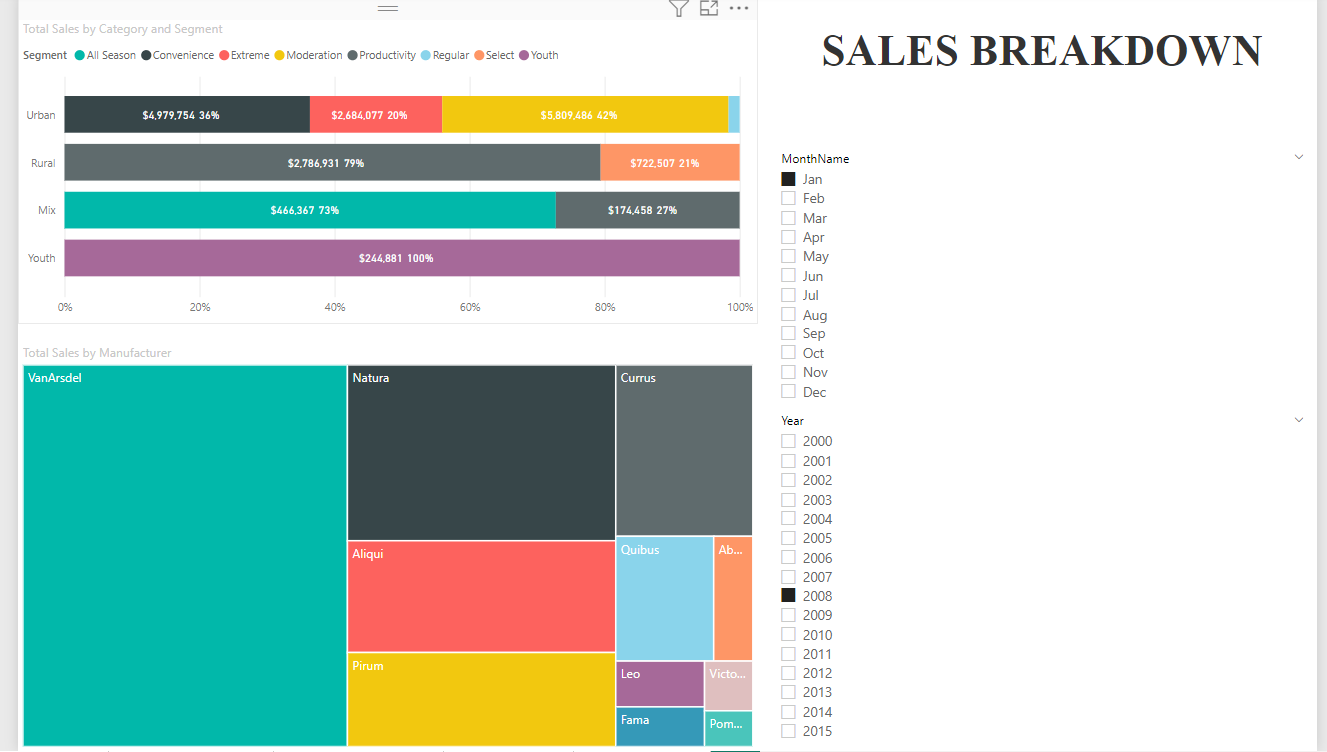 Total Sales by Category and Segment
Segment All Season Convenience Extreme Moderation Productivity Regular Select Youth
Urban $4,979,754 36% $2,684,077 20% $5,809,486 42%
Rural $2,786,931 79% $722,507 21%
Mix $466,367 73% $174,458 27%
Youth $244,881 100%
0% 20% 40% 60% 80% 100%
Total Sales by Manufacturer
VanArsdel
Natura
Aliqui
Pirum
Currus
Quibus
Ab...
Leo
Victo...
Fama
Pom...
SALES BREAKDOWN
MonthName
Jan
Feb
Mar
Apr
May
Jun
Jul
Aug
Sep
Oct
Nov
Dec
Year
2000
2001
2002
2003
2004
2005
2006
2007
2008
2009
2010
2011
2012
2013
2014
2015